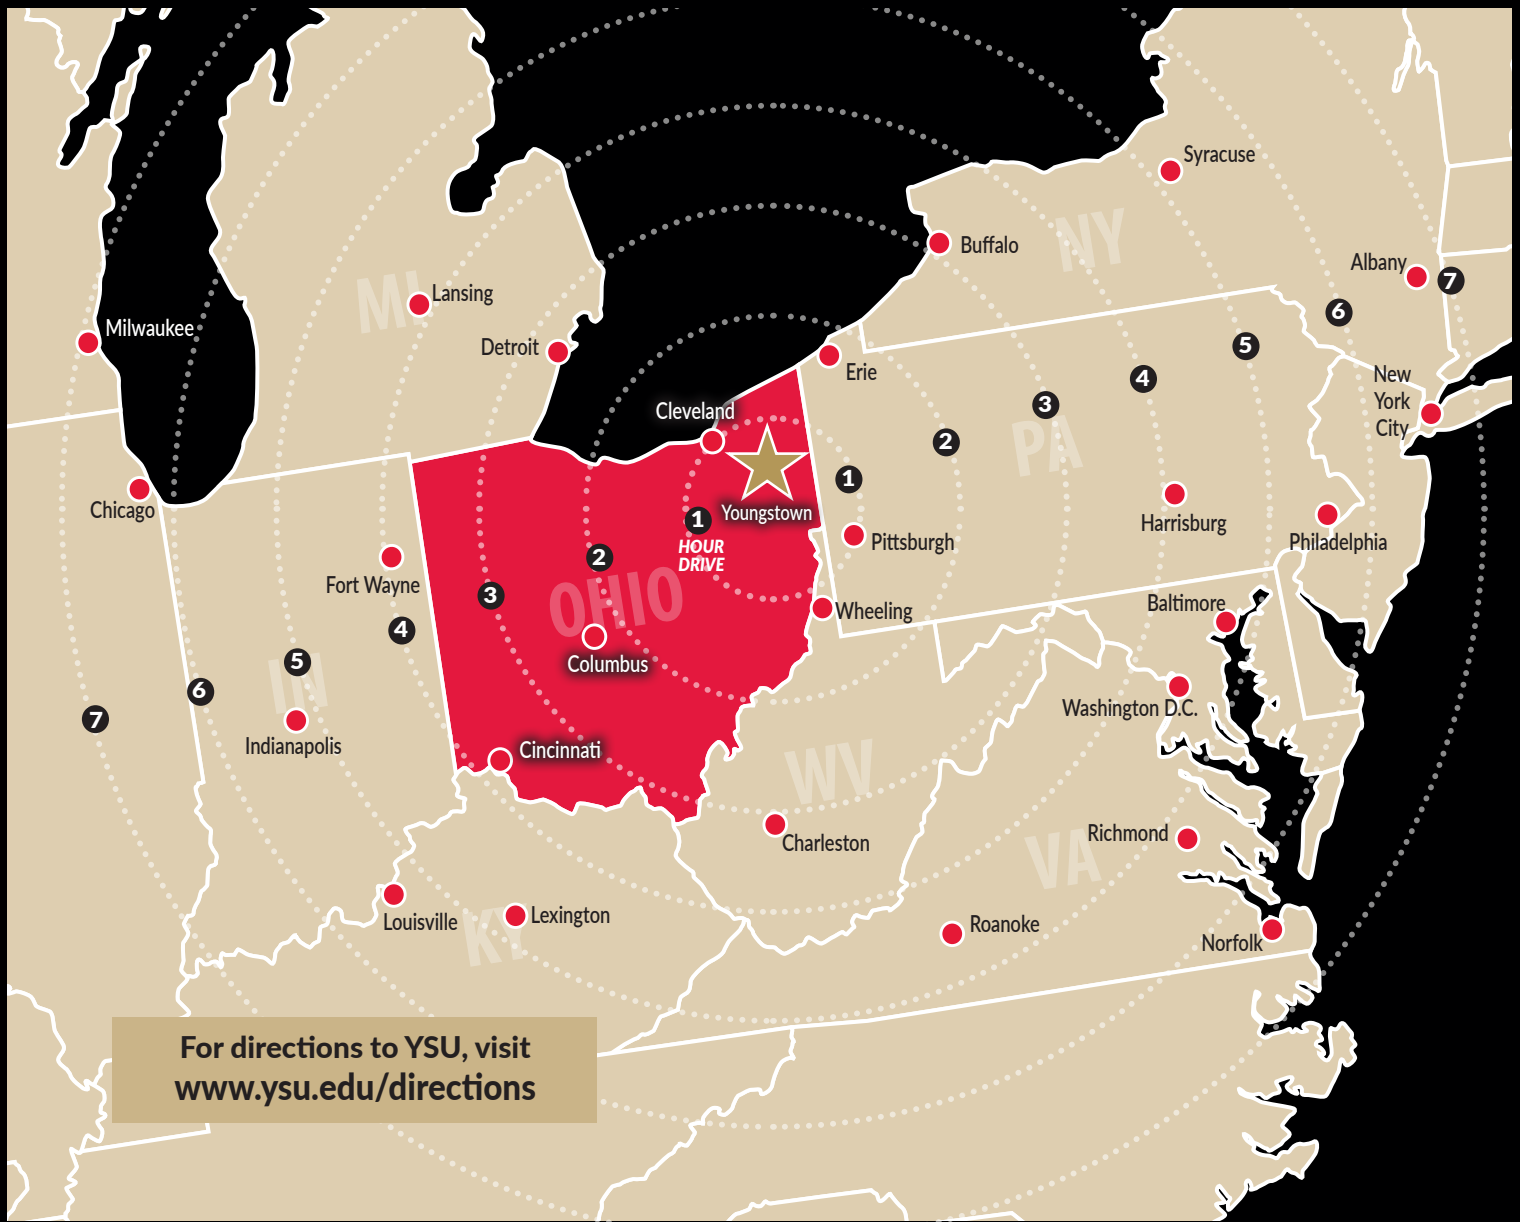 Syracuse
NY
Buffalo
Albany
7
MI
Lansing
6
Milwaukee
5
Detroit
Erie
4
New
York
City
3
Cleveland
2
PA
1
Chicago
Youngstown
1
HOUR
DRIVE
Harrisburg
Pittsburgh
Philadelphia
2
Fort Wayne
3
OHIO
Wheeling
Baltimore
4
Columbus
5
IN
6
7
Washington D.C.
Indianapolis
Cincinnati
WV
Charleston
Richmond
VA
Louisville
KY
Lexington
Roanoke
Norfolk
For directions to YSU, visit
www.ysu.edu/directions